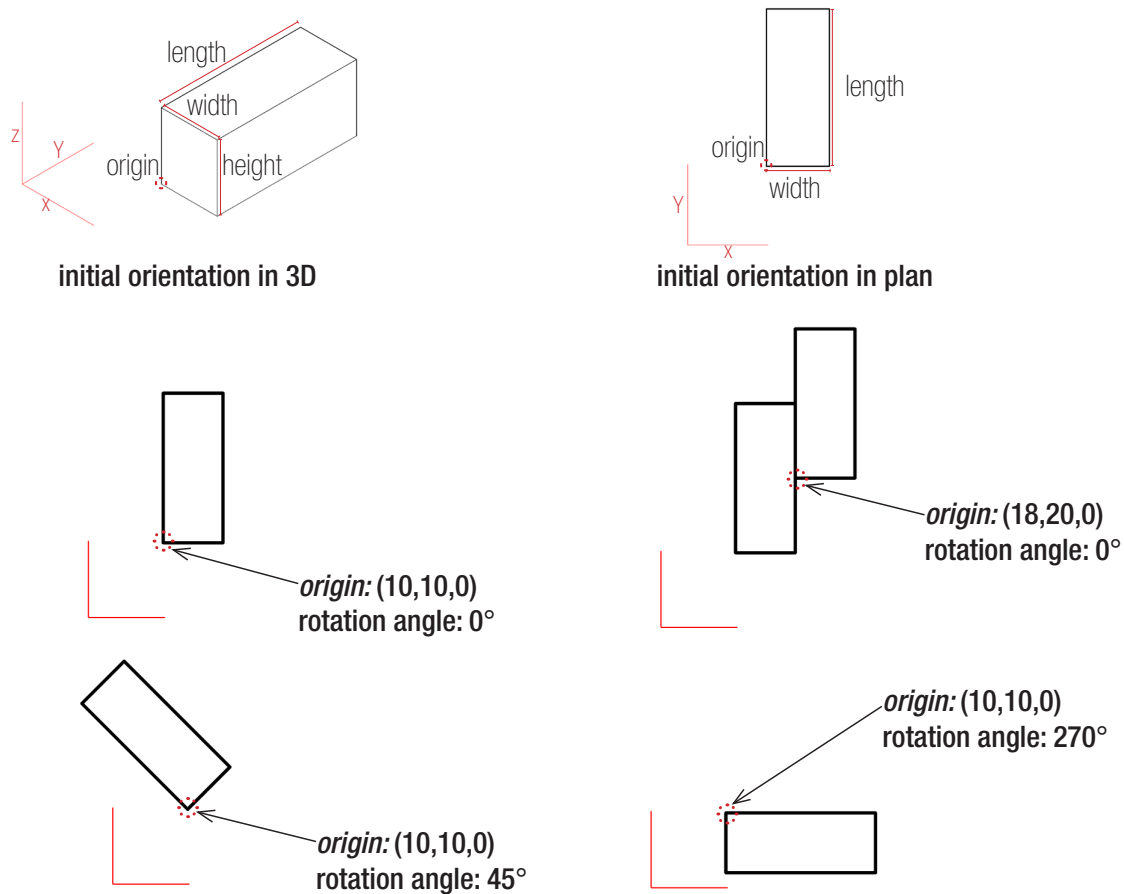 length
width
Z
Y
origin
height
X
initial orientation in 3D
length
origin
width
Y
X
initial orientation in plan
origin: (10,10,0)
rotation angle: 0°
origin: (18,20,0)
rotation angle: 0°
origin: (10,10,0)
rotation angle: 45°
origin: (10,10,0)
rotation angle: 270°